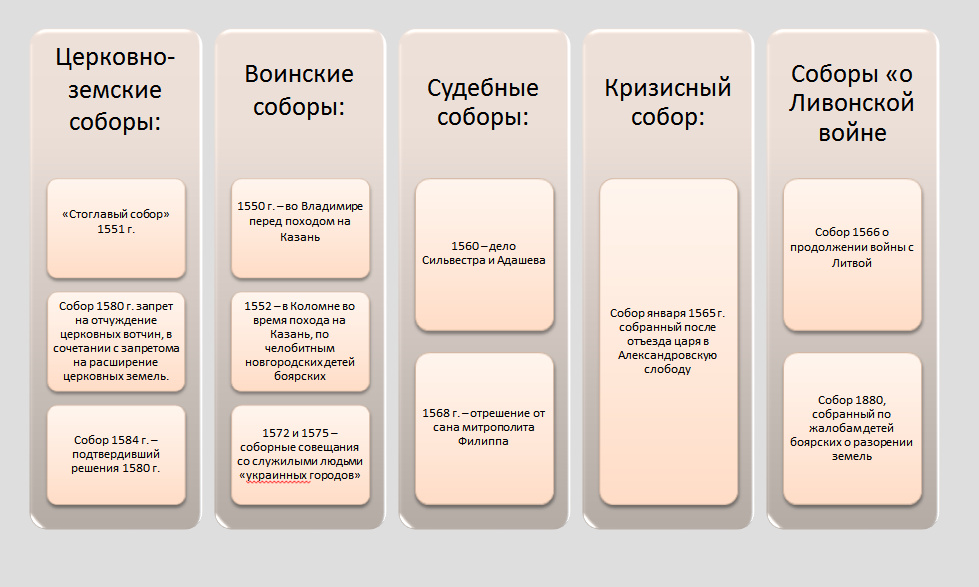 Церковно-
земские
соборы:
«Стоглавый собор»
1551 г.
Собор 1580 г. запрет
на отчуждение
церковных вотчин, в
сочетании с запретома
на расширение
церковных земель.
Собор 1584 г. –
подтвердивший
решения 1580 г.
Воинские
соборы:
1550 г. – во Владимире
перед походом на
Казань
1552 – в Коломне во
время похода на
Казань, по
челобитным
новгородских детей
боярских
1572 и 1575 –
соборные совещания
со служилыми людьми
«украинных городов»
Судебные
соборы:
1560 – дело
Сильвестра и Адашева
1568 г. – отрешение от
сана митрополита
Филиппа
Кризисный
собор:
Собор января 1565 г.
собранный после
отъезда царя в
Александровскую
слободу
Соборы «о
Ливонской
войне
Собор 1566 о
продолжении войны с
Литвой
Собор 1880,
собранный по
жалобам детей
боярских о разорении
земель